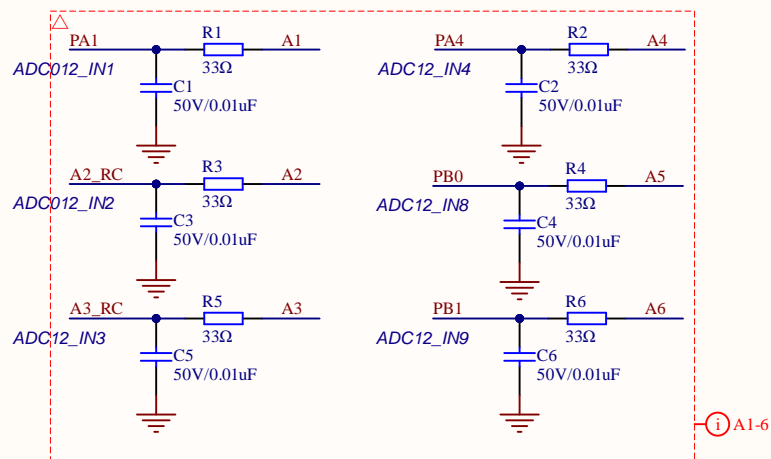 PA1 R1 A1
ADC012_IN1 33Ω
C1
50V/0.01uF
PA4 R2 A4
ADC12_IN4 33Ω
C2
50V/0.01uF
A2_RC R3 A2
ADC012_IN2 33Ω
C3
50V/0.01uF
PB0 R4 A5
ADC12_IN8 33Ω
C4
50V/0.01uF
A3_RC R5 A3
ADC12_IN3 33Ω
C5
50V/0.01uF
PB1 R6 A6
ADC12_IN9 33Ω
C6
50V/0.01uF
i A1-6